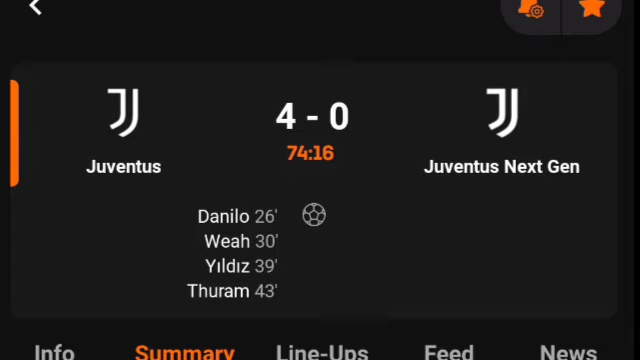 4 - 0
74:16
Juventus
Juventus Next Gen
Danilo 26'
Weah 30'
Yıldız 39'
Thuram 43'
Info Summary Line-Ups Feed News